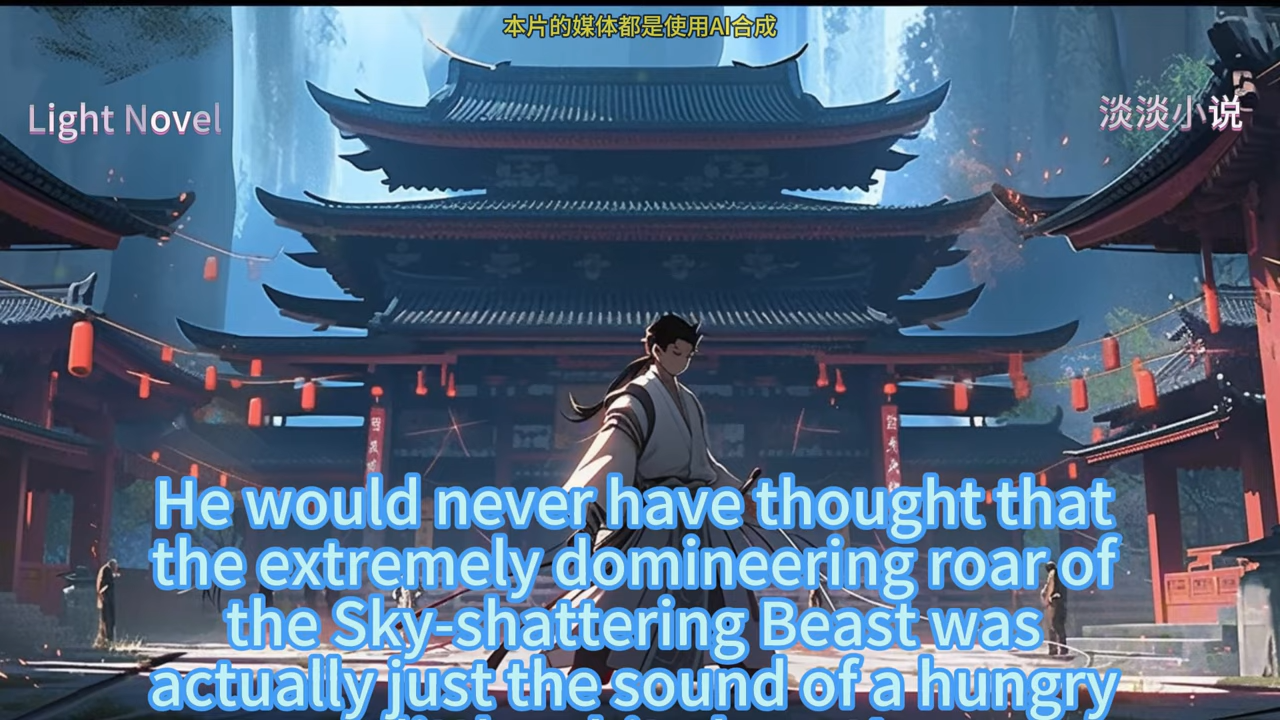 本片的媒体都是使用AI合成
Light Novel
淡淡小说
He would never have thought that
the extremely domineering roar of
the Sky-shattering Beast was
actually just the sound of a hungry